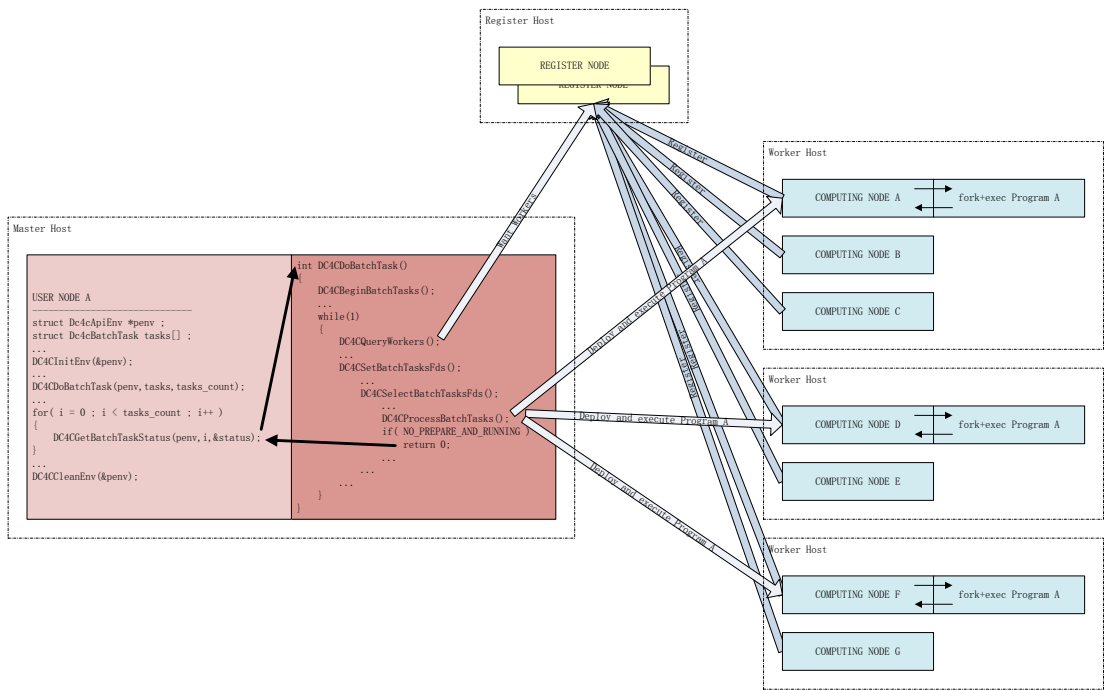 Register Host
REGISTER NODE
REGISTER NODE
Master Host
USER NODE A
--------------------------------
struct Dc4cApiEnv *penv ;
struct Dc4cBatchTask tasks[] ;
...
DC4CInitEnv(&penv);
...
DC4CDoBatchTask(penv,tasks,tasks_count);
...
for( i = 0 ; i < tasks_count ; i++ )
{
DC4CGetBatchTaskStatus(penv,i,&status);
}
...
DC4CCleanEnv(&penv);
int DC4CDoBatchTask()
{
DC4CBeginBatchTasks();
...
while(1)
{
DC4CQueryWorkers();
...
DC4CSetBatchTasksFds();
...
DC4CSelectBatchTasksFds();
...
DC4CProcessBatchTasks();
if( NO_PREPARE_AND_RUNNING )
return 0;
...
...
...
}
}
Want Workers
Register
Register
Register
Register
Register
Register
Register
Deploy and execute Program A
Deploy and execute Program A
Deploy and execute Program A
Worker Host
COMPUTING NODE A
fork+exec Program A
COMPUTING NODE B
COMPUTING NODE C
Worker Host
COMPUTING NODE D
fork+exec Program A
COMPUTING NODE E
Worker Host
COMPUTING NODE F
fork+exec Program A
COMPUTING NODE G